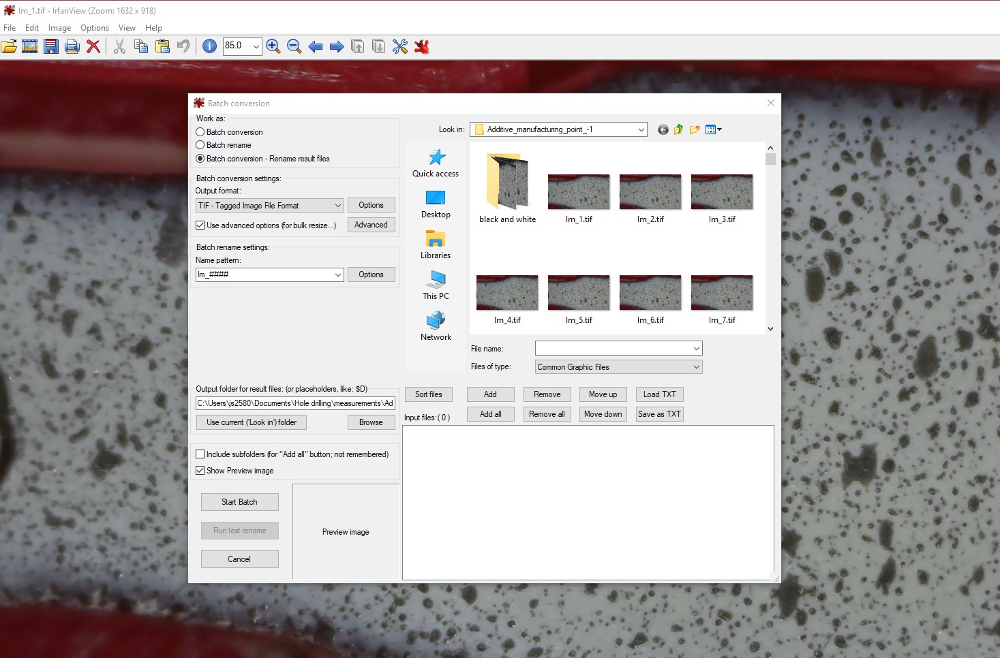 Im_1.tif - IrfanView (Zoom: 1632 x 918)
File Edit Image Options View Help
85.0
Batch conversion
Work as:
Batch conversion
Batch rename
Batch conversion - Rename result files
Batch conversion settings:
Output format:
TIF - Tagged Image File Format
Options
Use advanced options (for bulk resize...)
Advanced
Batch rename settings:
Name pattern:
Im_####
Options
Look in:
Additive_manufacturing_point_-1
Quick access
Desktop
Libraries
This PC
Network
black and white
Im_1.tif
Im_2.tif
Im_3.tif
Im_4.tif
Im_5.tif
Im_6.tif
Im_7.tif
File name:
Files of type:
Common Graphic Files
Output folder for result files: (or placeholders, like: $D)
C:\Users\js2580\Documents\Hole drilling\measurements\Ad
Use current ('Look in') folder
Browse
Sort files
Add
Remove
Move up
Load TXT
Input files: ( 0 )
Add all
Remove all
Move down
Save as TXT
Include subfolders (for "Add all" button; not remembered)
Show Preview image
Start Batch
Run test rename
Cancel
Preview image